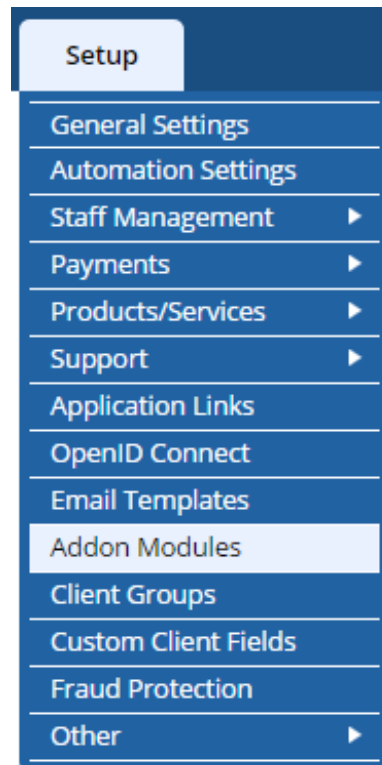 Setup
General Settings
Automation Settings
Staff Management
Payments
Products/Services
Support
Application Links
OpenID Connect
Email Templates
Addon Modules
Client Groups
Custom Client Fields
Fraud Protection
Other